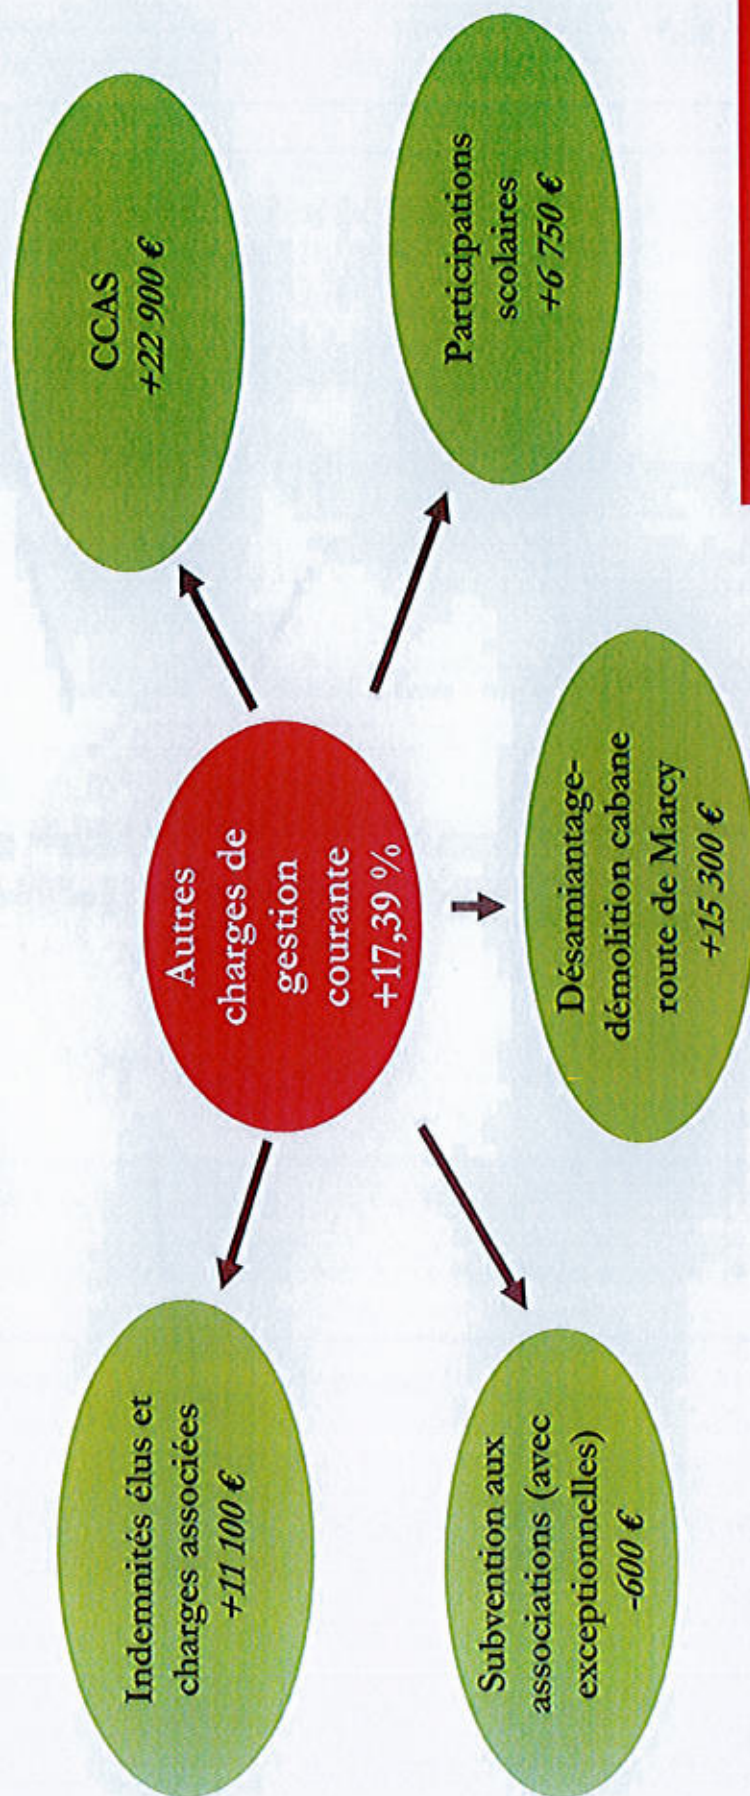 Indemnités élus et
charges associées
+11 100 €
CCAS
+22 900 €
Autres
charges de
gestion
courante
+17,39 %
Subvention aux
associations (avec
exceptionnelles)
-600 €
Désamiantage-
démolition cabane
route de Marcy
+15 300 €
Participations
scolaires
+6 750 €